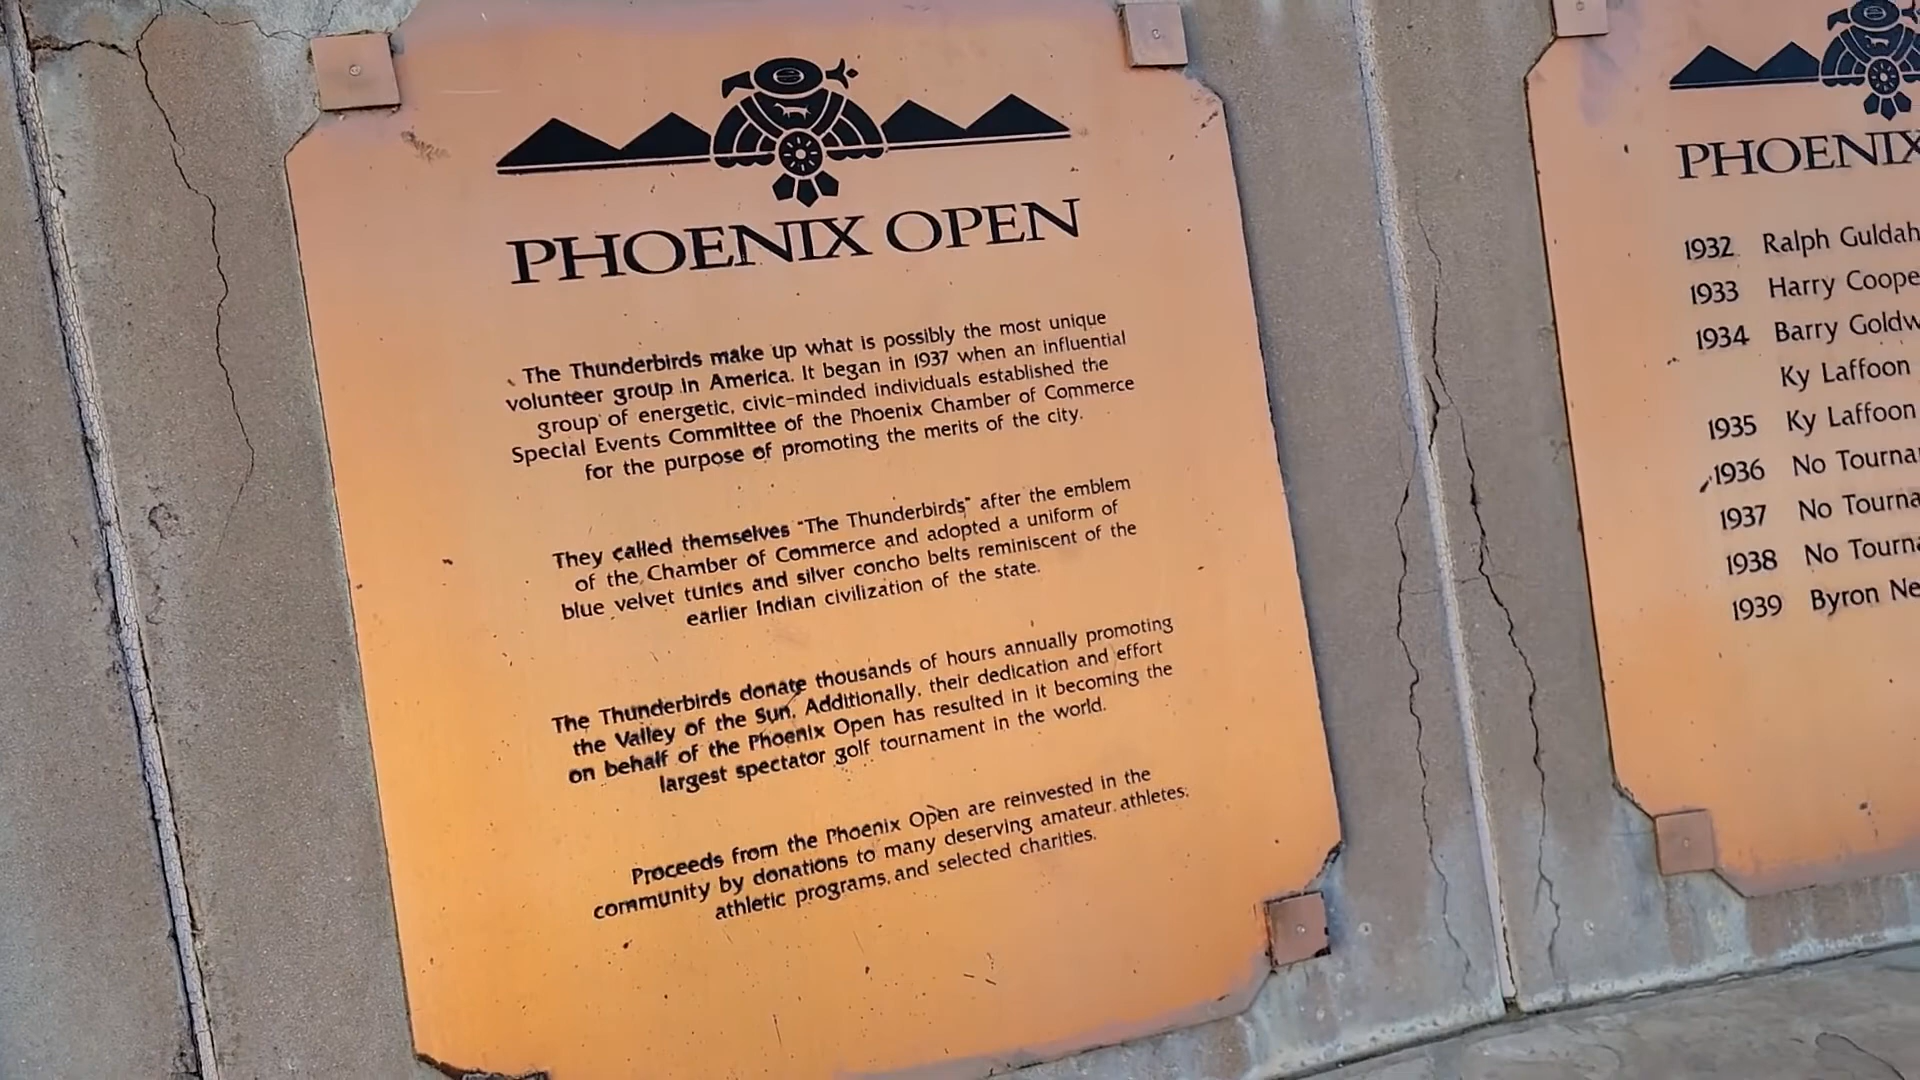 PHOENIX OPEN
The Thunderbirds make up what is possibly the most unique
volunteer group in America. It began in 1937 when an influential
group of energetic, civic-minded individuals established the
Special Events Committee of the Phoenix Chamber of Commerce
for the purpose of promoting the merits of the city.
They called themselves "The Thunderbirds" after the emblem
of the Chamber of Commerce and adopted a uniform of
blue velvet tunics and silver concho belts reminiscent of the
earlier Indian civilization of the state.
The Thunderbirds donate thousands of hours annually promoting
the Valley of the Sun. Additionally, their dedication and effort
on behalf of the Phoenix Open has resulted in it becoming the
largest spectator golf tournament in the world.
Proceeds from the Phoenix Open are reinvested in the
community by donations to many deserving amateur athletes,
athletic programs, and selected charities.
PHOENIX
1932 Ralph Guldah
1933 Harry Coope
1934 Barry Goldw
Ky Laffoon
1935 Ky Laffoon
1936 No Tourna
1937 No Tourna
1938 No Tourna
1939 Byron Ne